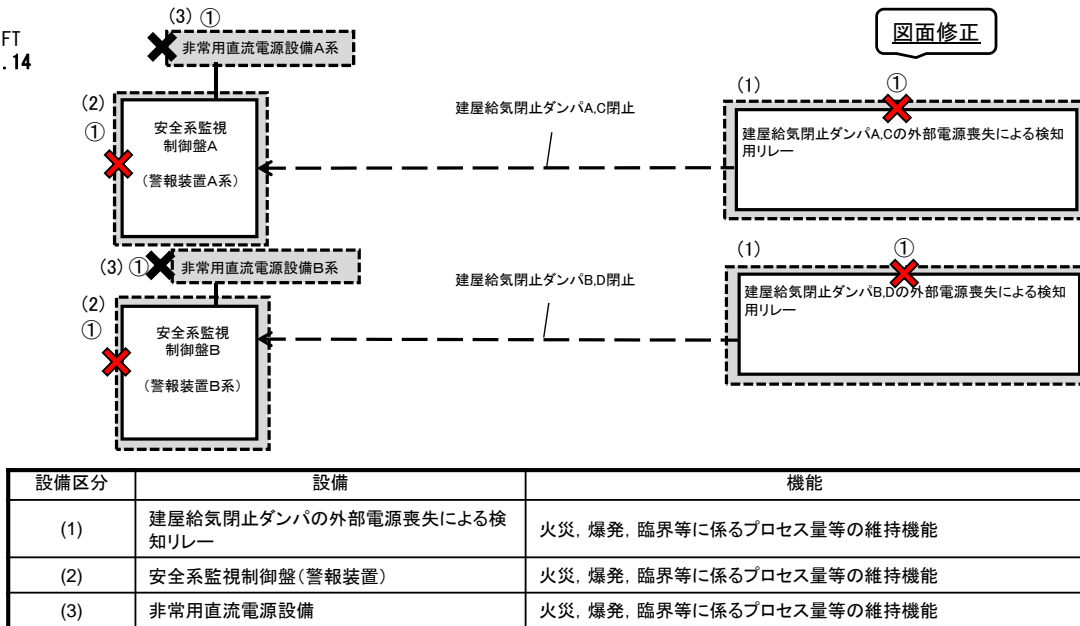 FT
.14
(3) ①
非常用直流電源設備A系
図面修正
(2)
①
安全系監視
制御盤A
(警報装置A系)
建屋給気閉止ダンパA,C閉止
(1)
①
建屋給気閉止ダンパA,Cの外部電源喪失による検知
用リレー
(3) ①
非常用直流電源設備B系
(2)
①
安全系監視
制御盤B
(警報装置B系)
建屋給気閉止ダンパB,D閉止
(1)
①
建屋給気閉止ダンパB,Dの外部電源喪失による検知
用リレー
設備区分 設備 機能
(1) 建屋給気閉止ダンパの外部電源喪失による検
知リレー 火災，爆発，臨界等に係るプロセス量等の維持機能
(2) 安全系監視制御盤(警報装置) 火災，爆発，臨界等に係るプロセス量等の維持機能
(3) 非常用直流電源設備 火災，爆発，臨界等に係るプロセス量等の維持機能